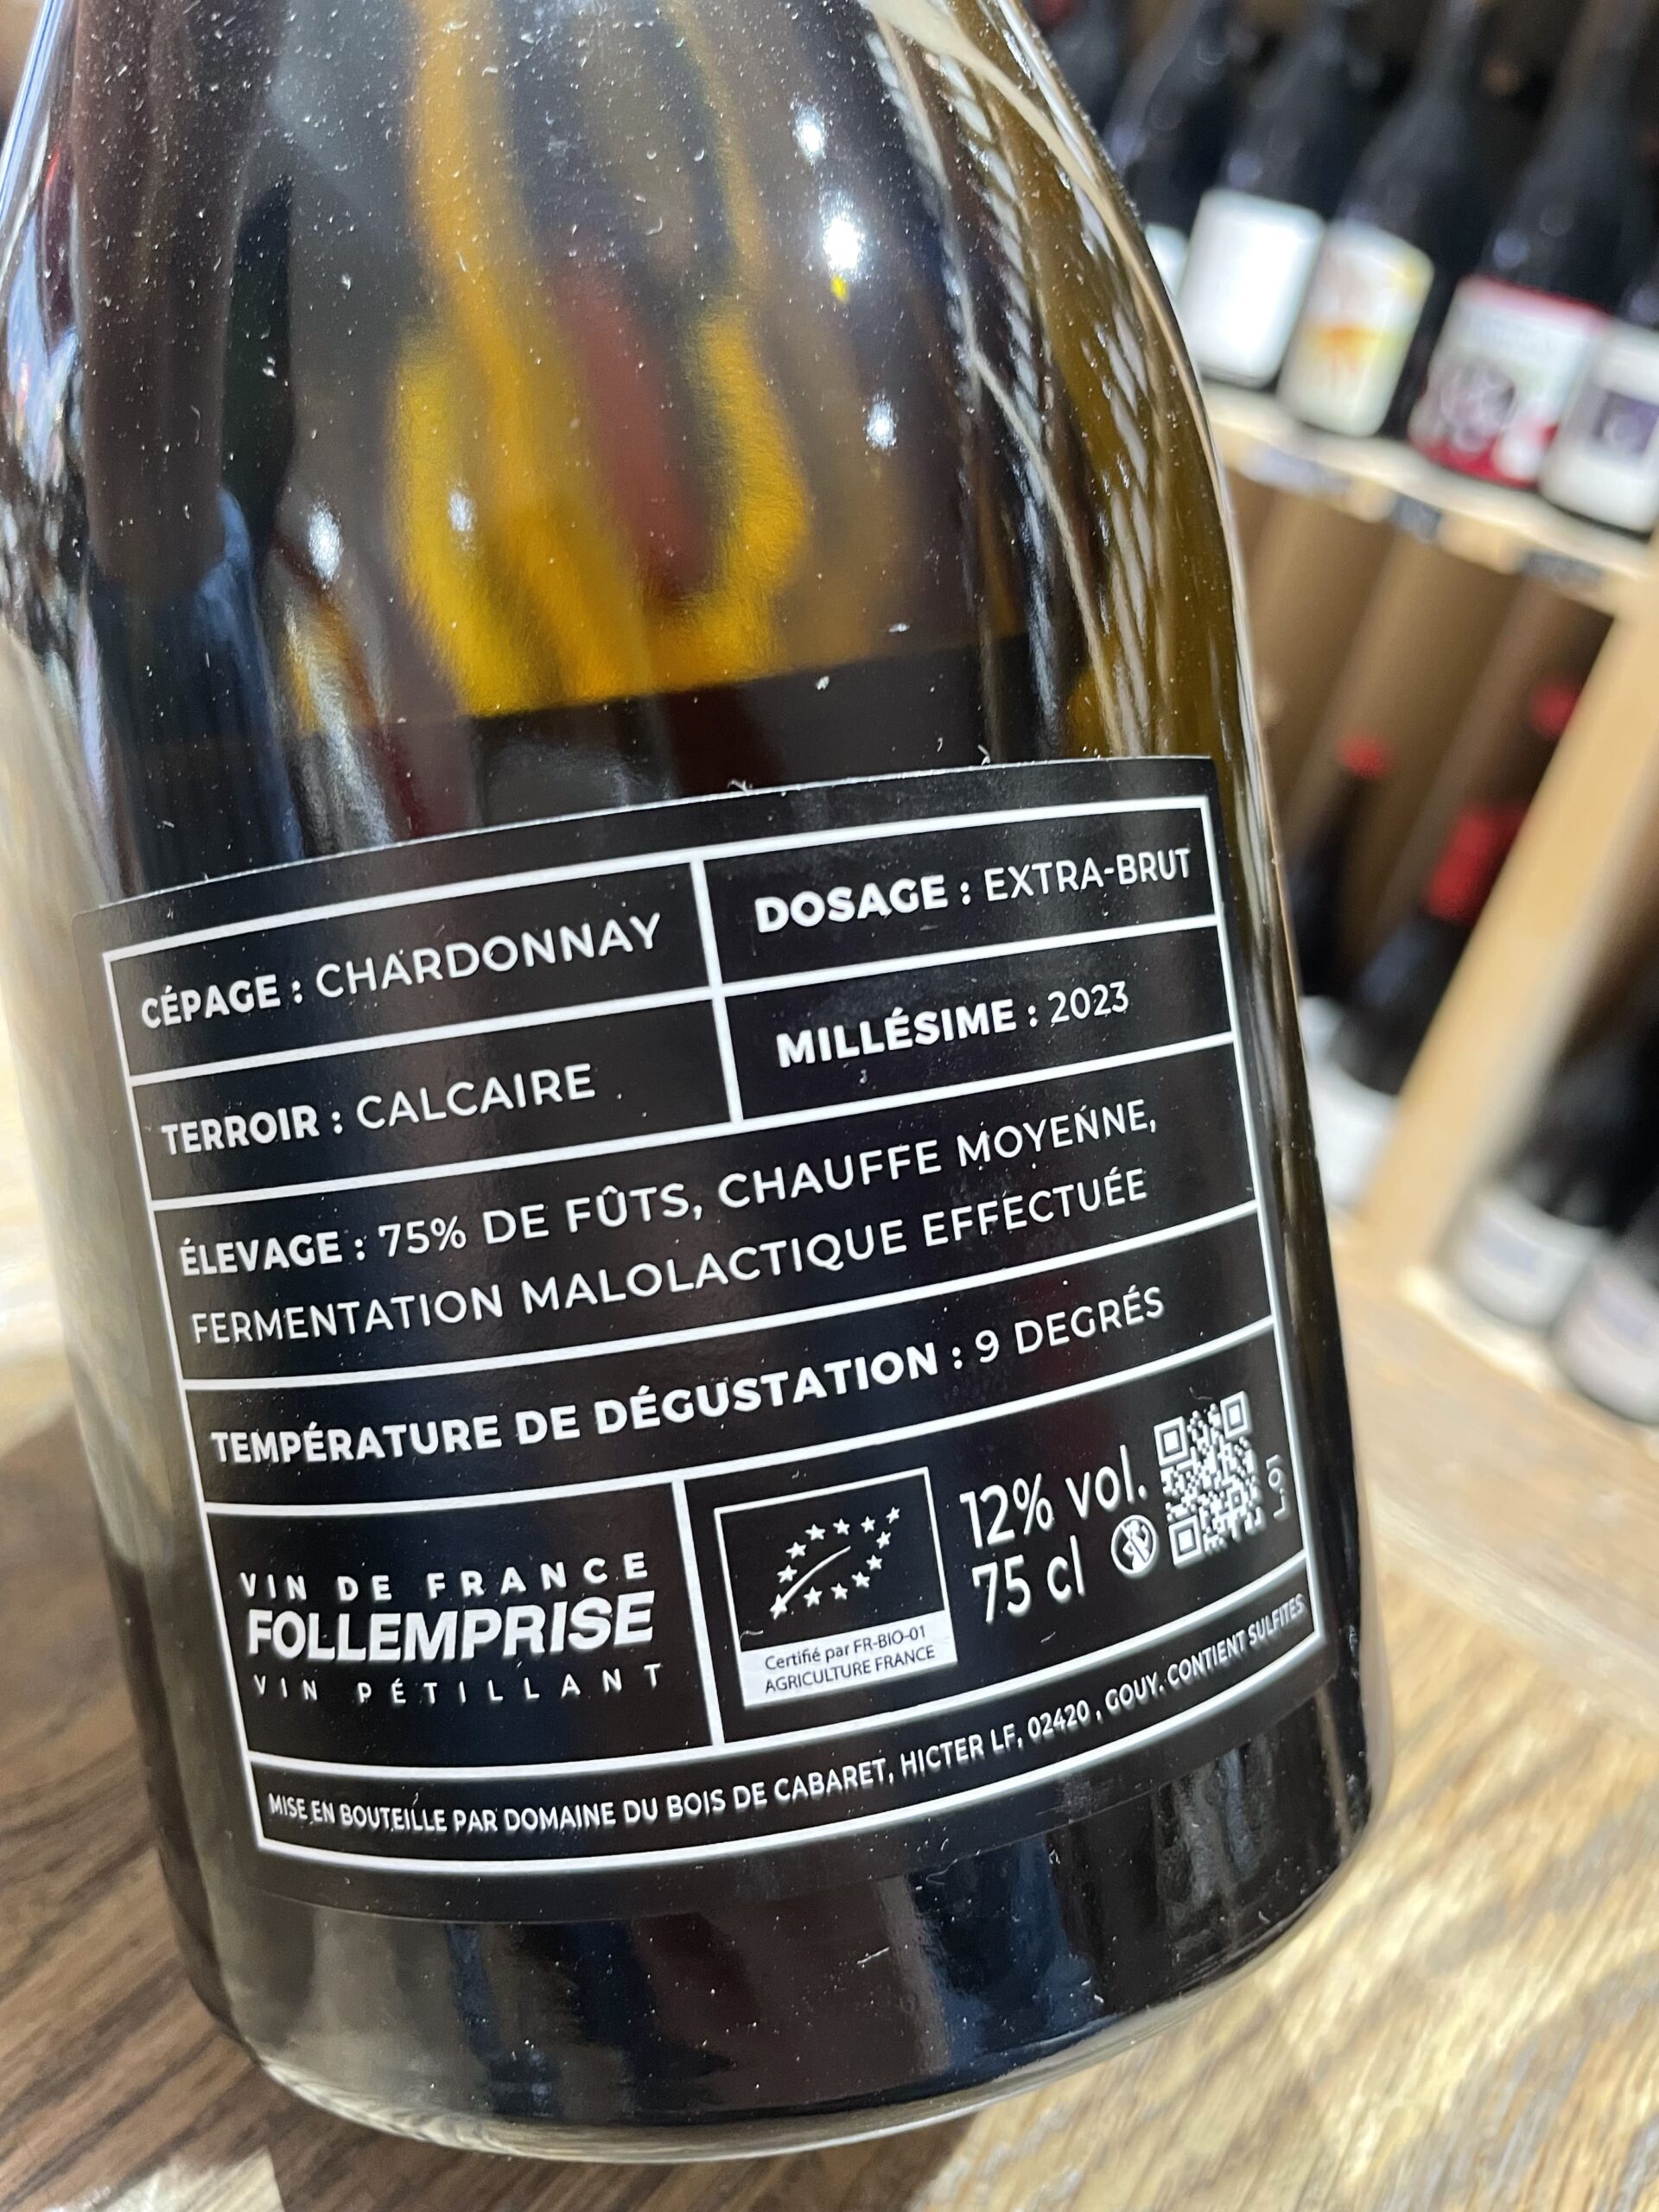 CÉPAGE : CHARDONNAY
DOSAGE : EXTRA-BRUT
TERROIR : CALCAIRE
MILLÉSIME : 2023
ÉLEVAGE : 75% DE FÛTS, CHAUFFE MOYENNE,
FERMENTATION MALOLACTIQUE EFFECTUÉE
TEMPÉRATURE DE DÉGUSTATION : 9 DEGRÉS
VIN DE FRANCE
FOLLEMPRISE
VIN PÉTILLANT
Certifié par FR-BIO-01
AGRICULTURE FRANCE
12% vol.
75 cl
L.01
MISE EN BOUTEILLE PAR DOMAINE DU BOIS DE CABARET, HICTER LF, 02420 , GOUY. CONTIENT SULFITES